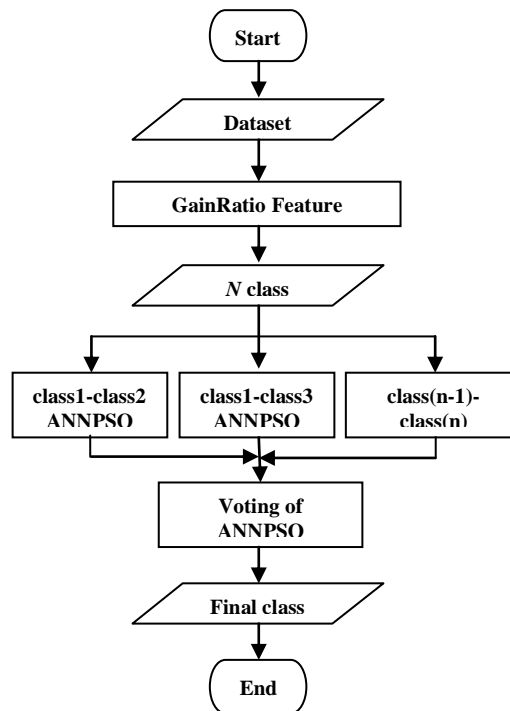 Start
Dataset
GainRatio Feature
N class
class1-class2
ANNPSO
class1-class3
ANNPSO
class(n-1)-
class(n)
Voting of
ANNPSO
Final class
End